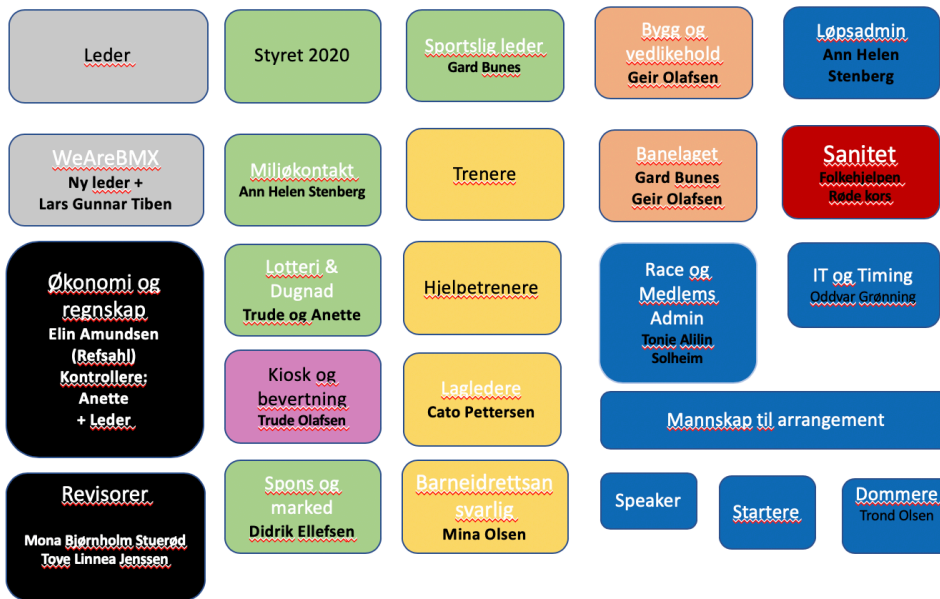 Leder
Styret 2020
Sportslig leder
Gard Bunes
Bygg og
vedlikehold
Geir Olafsen
Løpsadmin
Ann Helen
Stenberg
WeAreBMX
Ny leder +
Lars Gunnar Tiben
Miliøkontakt
Ann Helen Stenberg
Trenere
Banelaget
Gard Bunes
Geir Olafsen
Sanitet
Folkehjelpen
Røde kors
Økonomi og
regnskap
Elin Amundsen
(Refsahl)
Kontrollere:
Anette
+ Leder
Lotteri &
Dugnad
Trude og Anette
Hjelpetrenere
Race og
Medlems
Admin
Tonie Alilin
Solheim
IT og Timing
Oddvar Grønning
Kiosk og
bevertning
Trude Olafsen
Lagledere
Cato Pettersen
Mannskap til arrangement
Revisorer
Mona Bjørnholm Stuerød
Tove Linnea Jenssen
Spons og
marked
Didrik Ellefsen
Barneidrettsan
svarlig
Mina Olsen
Speaker
Startere
Dommere
Trond Olsen